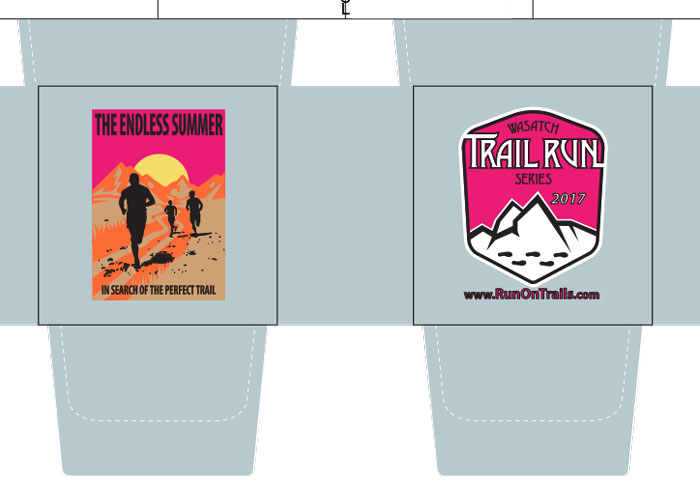 THE ENDLESS SUMMER
IN SEARCH OF THE PERFECT TRAIL
WASATCH
TRAIL RUN
SERIES
2017
www.RunOnTrails.com